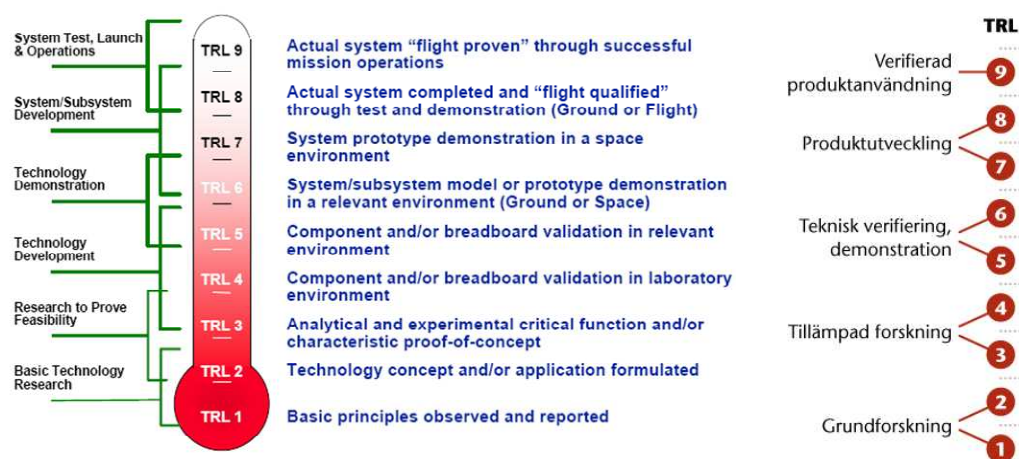 System Test, Launch
& Operations
System/Subsystem
Development
Technology
Demonstration
Technology
Development
Research to Prove
Feasibility
Basic Technology
Research
TRL 9
TRL 8
TRL 7
TRL 6
TRL 5
TRL 4
TRL 3
TRL 2
TRL 1
Actual system “flight proven” through successful
mission operations
Actual system completed and “flight qualified”
through test and demonstration (Ground or Flight)
System prototype demonstration in a space
environment
System/subsystem model or prototype demonstration
in a relevant environment (Ground or Space)
Component and/or breadboard validation in relevant
environment
Component and/or breadboard validation in laboratory
environment
Analytical and experimental critical function and/or
characteristic proof-of-concept
Technology concept and/or application formulated
Basic principles observed and reported
TRL
Verifierad
produktanvändning
9
Produktutveckling
8
7
Teknisk verifiering,
demonstration
6
5
Tillämpad forskning
4
3
Grundforskning
2
1